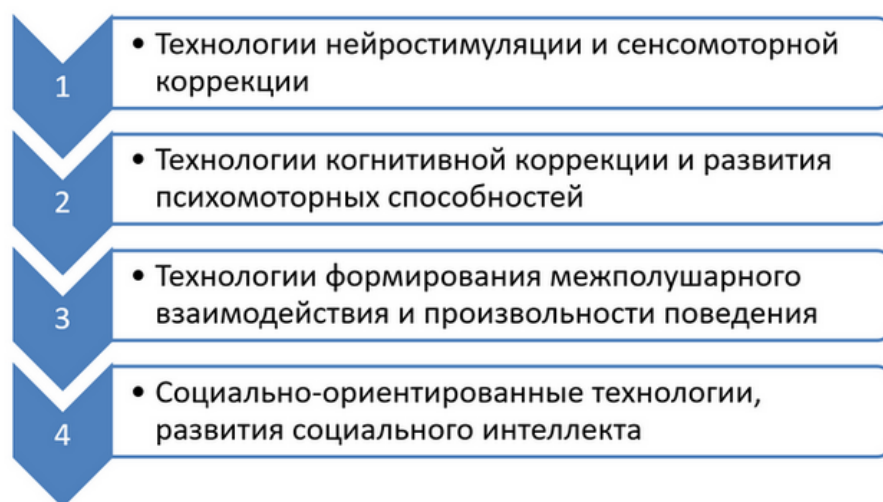 1
• Технологии нейростимуляции и сенсомоторной
коррекции
2
• Технологии когнитивной коррекции и развития
психомоторных способностей
3
• Технологии формирования межполушарного
взаимодействия и произвольности поведения
4
• Социально-ориентированные технологии,
развития социального интеллекта